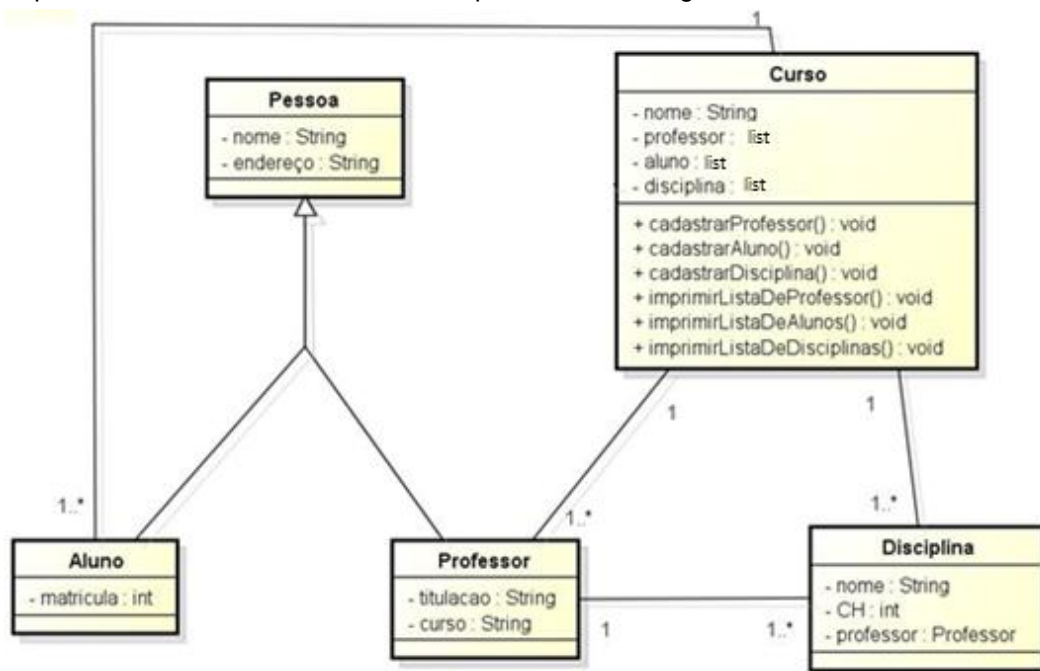 1
Curso
- nome : String
- professor : list
- aluno : list
- disciplina : list
+ cadastrarProfessor() : void
+ cadastrarAluno() : void
+ cadastrarDisciplina() : void
+ imprimirListaDeProfessor() : void
+ imprimirListaDeAlunos() : void
+ imprimirListaDeDisciplinas() : void
Pessoa
- nome : String
- endereço : String
1
1
1..*
1..*
1..*
Aluno
- matricula : int
Professor
- titulacao : String
- curso : String
1
1..*
Disciplina
- nome : String
- CH : int
- professor : Professor